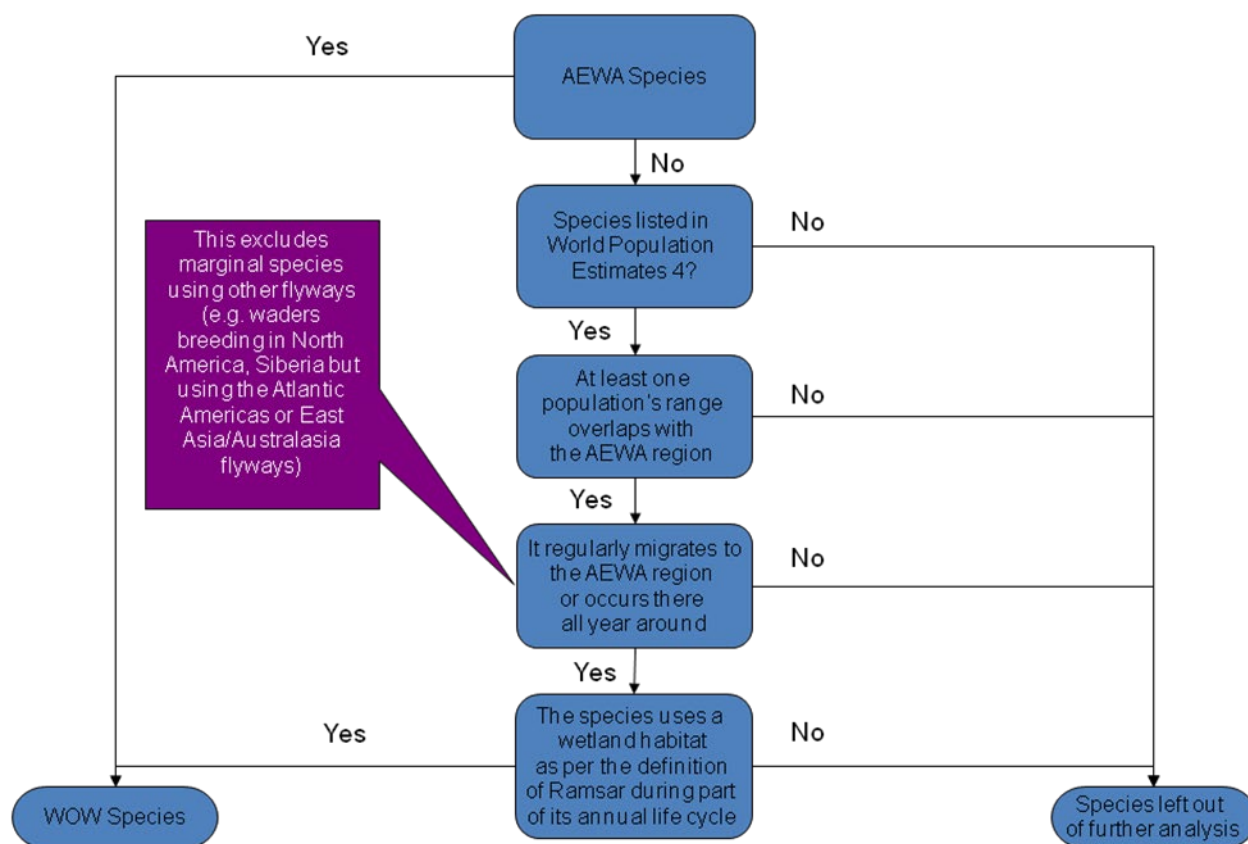 Yes
AEWA Species
No
Species listed in
World Population
Estimates 4?
No
This excludes
marginal species
using other flyways
(e.g. waders
breeding in North
America, Siberia but
using the Atlantic
Americas or East
Asia/Australasia
flyways)
Yes
At least one
population's range
overlaps with
the AEWA region
No
Yes
It regularly migrates to
the AEWA region
or occurs there
all year around
No
Yes
The species uses a
wetland habitat
as per the definition
of Ramsar during part
of its annual life cycle
Yes
No
WOW Species
Species left out
of further analysis